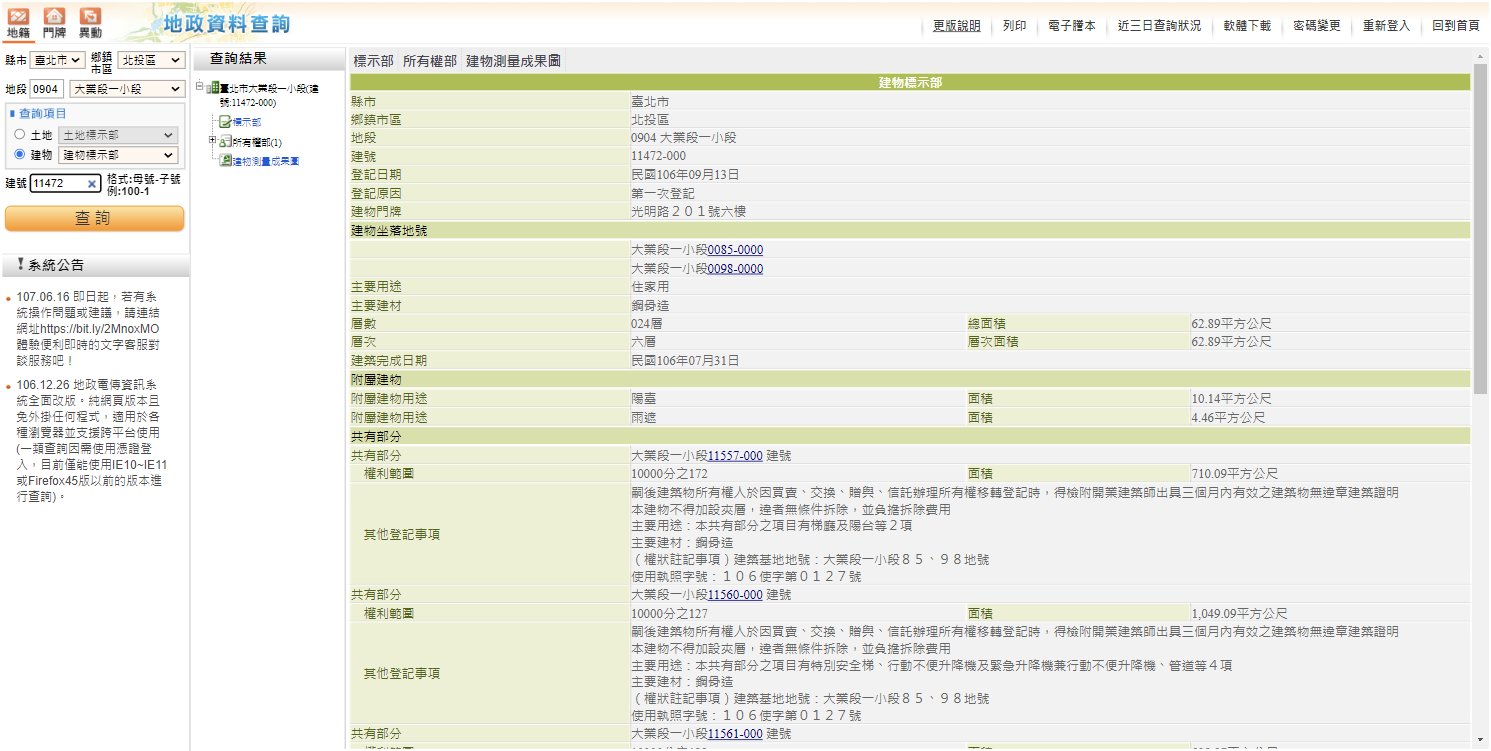 地籍 門牌 異動 地政資料查詢
更版說明 列印 電子謄本 近三日查詢狀況 軟體下載 密碼變更 重新登入 回到首頁
縣市 臺北市 鄉鎮市區 北投區
地段 0904 大業段一小段
查詢項目
土地 土地標示部
建物 建物標示部
建號 11472 格式:母號-子號
例:100-1
查 詢
系統公告
107.06.16 即日起，若有系
統操作問題或建議，請連結
網址https://bit.ly/2MnoxMO
體驗便利即時的文字客服對
談服務吧！
106.12.26 地政電傳資訊系
統全面改版。純網頁版本且
免外掛任何程式，適用於各
種瀏覽器並支援跨平台使用
(一類查詢因需使用憑證登
入，目前僅能使用IE10~IE11
或Firefox45版以前的版本進
行查詢)。
查詢結果
臺北市大業段一小段(建
號:11472-000)
標示部
所有權部(1)
建物測量成果圖
標示部 所有權部 建物測量成果圖
建物標示部
縣市 臺北市
鄉鎮市區 北投區
地段 0904 大業段一小段
建號 11472-000
登記日期 民國106年09月13日
登記原因 第一次登記
建物門牌 光明路２０１號六樓
建物坐落地號
大業段一小段0085-0000
大業段一小段0098-0000
主要用途 住家用
主要建材 鋼骨造
層數 024層 總面積 62.89平方公尺
層次 六層 層次面積 62.89平方公尺
建築完成日期 民國106年07月31日
附屬建物
附屬建物用途 陽臺 面積 10.14平方公尺
附屬建物用途 雨遮 面積 4.46平方公尺
共有部分
共有部分 大業段一小段11557-000 建號
權利範圍 10000分之172 面積 710.09平方公尺
其他登記事項
嗣後建築物所有權人於因買賣、交換、贈與、信託辦理所有權移轉登記時，得檢附開業建築師出具三個月內有效之建築物無違章建築證明
本建物不得加設夾層，違者無條件拆除，並負擔拆除費用
主要用途：本共有部分之項目有梯廳及陽台等２項
主要建材：鋼骨造
（權狀註記事項）建築基地地號：大業段一小段８５、９８地號
使用執照字號：１０６使字第０１２７號
共有部分 大業段一小段11560-000 建號
權利範圍 10000分之127 面積 1,049.09平方公尺
其他登記事項
嗣後建築物所有權人於因買賣、交換、贈與、信託辦理所有權移轉登記時，得檢附開業建築師出具三個月內有效之建築物無違章建築證明
本建物不得加設夾層，違者無條件拆除，並負擔拆除費用
主要用途：本共有部分之項目有特別安全梯、行動不便升降機及緊急升降機兼行動不便升降機、管道等４項
主要建材：鋼骨造
（權狀註記事項）建築基地地號：大業段一小段８５、９８地號
使用執照字號：１０６使字第０１２７號
共有部分 大業段一小段11561-000 建號